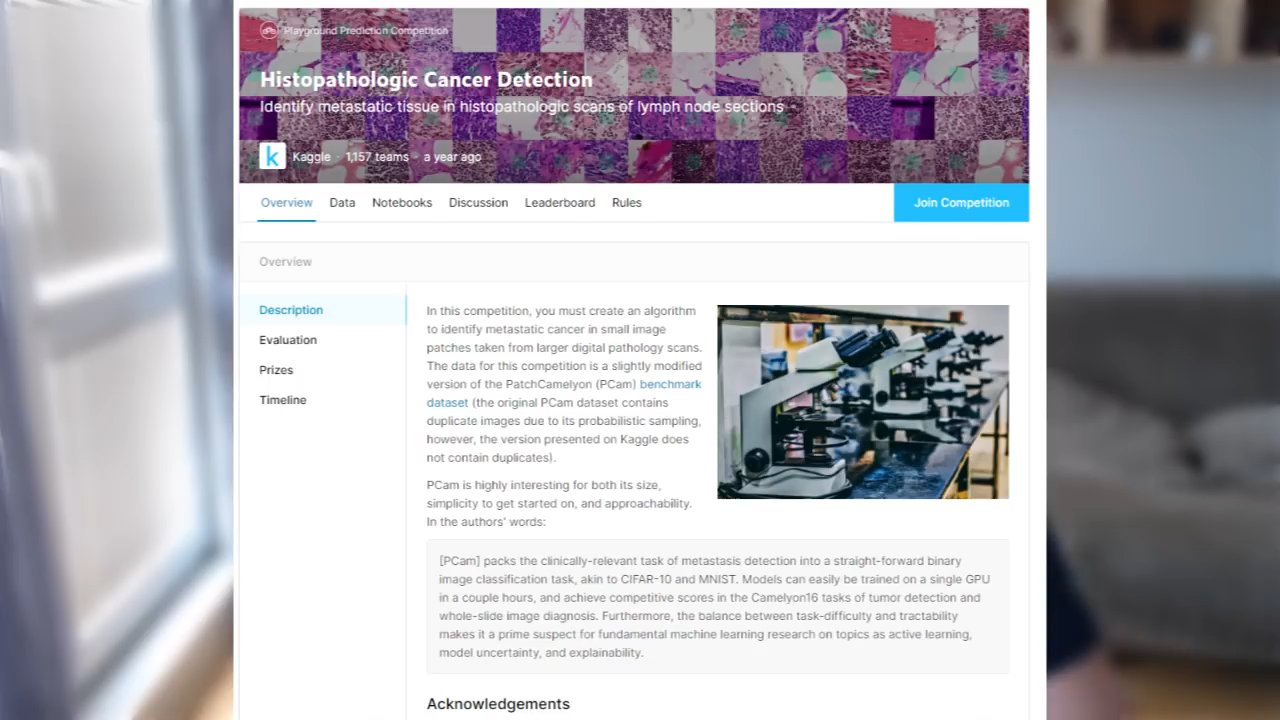 Playground Prediction Competition
Histopathologic Cancer Detection
Identify metastatic tissue in histopathologic scans of lymph node sections
k Kaggle · 1,157 teams · a year ago
Overview Data Notebooks Discussion Leaderboard Rules Join Competition
Overview
Description
Evaluation
Prizes
Timeline
In this competition, you must create an algorithm
to identify metastatic cancer in small image
patches taken from larger digital pathology scans.
The data for this competition is a slightly modified
version of the PatchCamelyon (PCam) benchmark
dataset (the original PCam dataset contains
duplicate images due to its probabilistic sampling,
however, the version presented on Kaggle does
not contain duplicates).
PCam is highly interesting for both its size,
simplicity to get started on, and approachability.
In the authors' words:
[PCam] packs the clinically-relevant task of metastasis detection into a straight-forward binary
image classification task, akin to CIFAR-10 and MNIST. Models can easily be trained on a single GPU
in a couple hours, and achieve competitive scores in the Camelyon16 tasks of tumor detection and
whole-slide image diagnosis. Furthermore, the balance between task-difficulty and tractability
makes it a prime suspect for fundamental machine learning research on topics as active learning,
model uncertainty, and explainability.
Acknowledgements